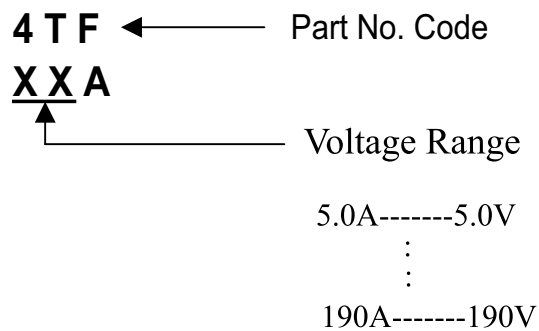 4 T F Part No. Code
X X A
Voltage Range
5.0A-------5.0V
:
:
190A-------190V